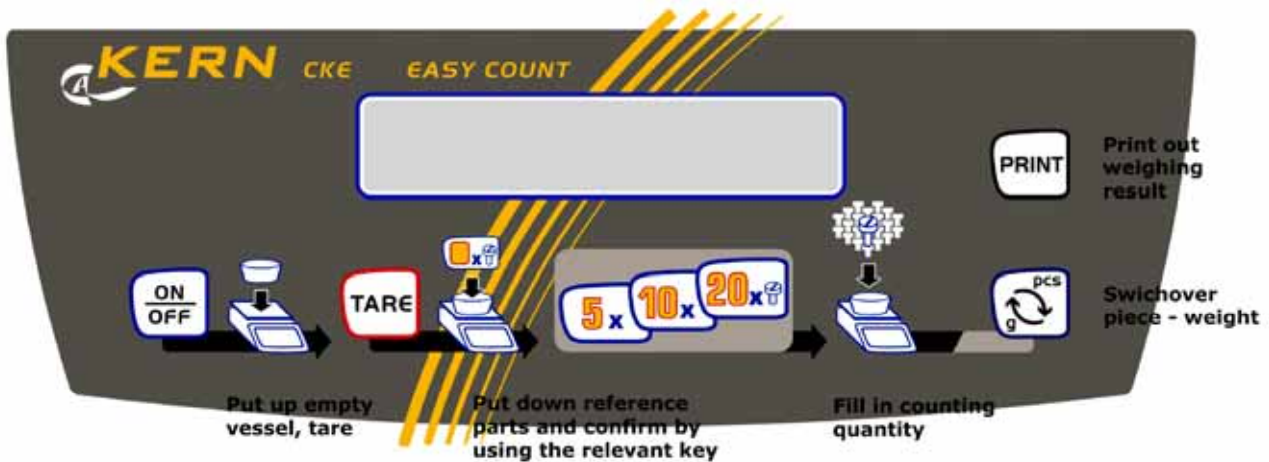 KERN CKE EASY COUNT
PRINT
Print out
weighing
result
ON
OFF
TARE
x
5x
10x
20x
pcs
g
Swichover
piece - weight
Put up empty
vessel, tare
Put down reference
parts and confirm by
using the relevant key
Fill in counting
quantity